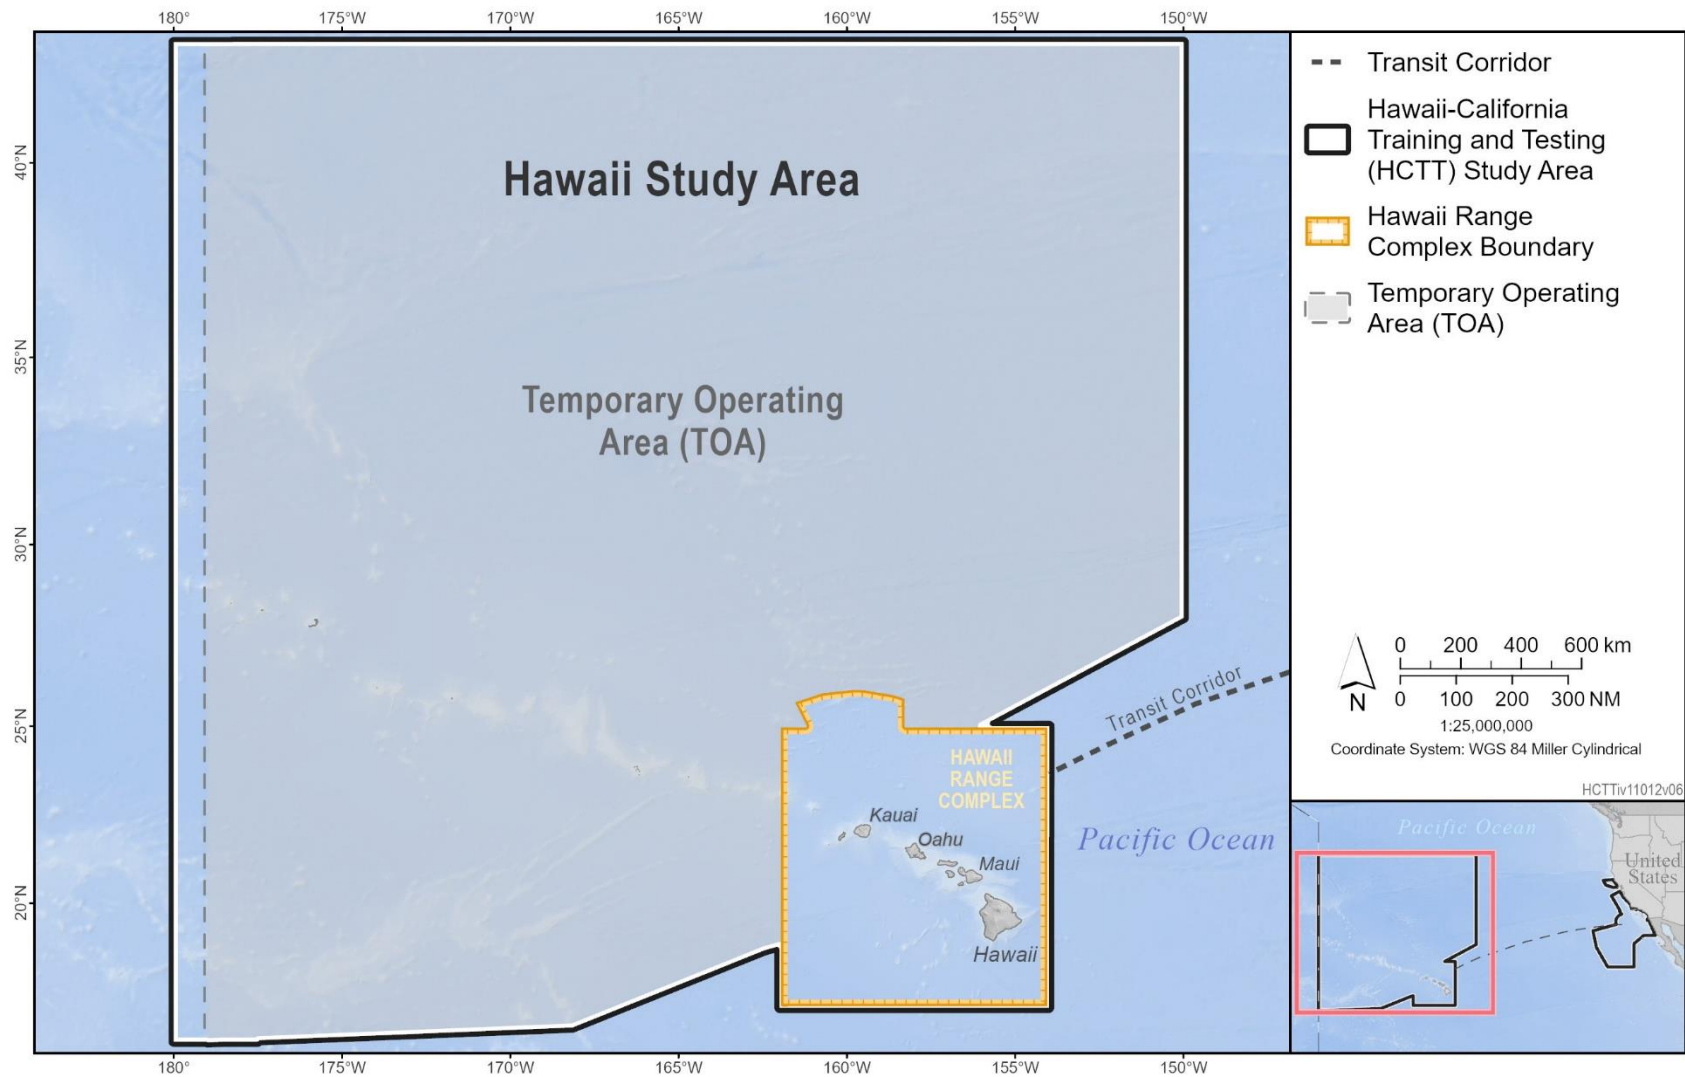 180°
175°W
170°W
165°W
160°W
155°W
150°W
40°N
35°N
30°N
25°N
20°N
Hawaii Study Area
Temporary Operating
Area (TOA)
Transit Corridor
HAWAII
RANGE
COMPLEX
Kauai
Oahu
Maui
Hawaii
Pacific Ocean
180°
175°W
170°W
165°W
160°W
155°W
150°W
Transit Corridor
Hawaii-California
Training and Testing
(HCTT) Study Area
Hawaii Range
Complex Boundary
Temporary Operating
Area (TOA)
N
0 200 400 600 km
0 100 200 300 NM
1:25,000,000
Coordinate System: WGS 84 Miller Cylindrical
HCTTiv11012v06
Pacific Ocean
United
States